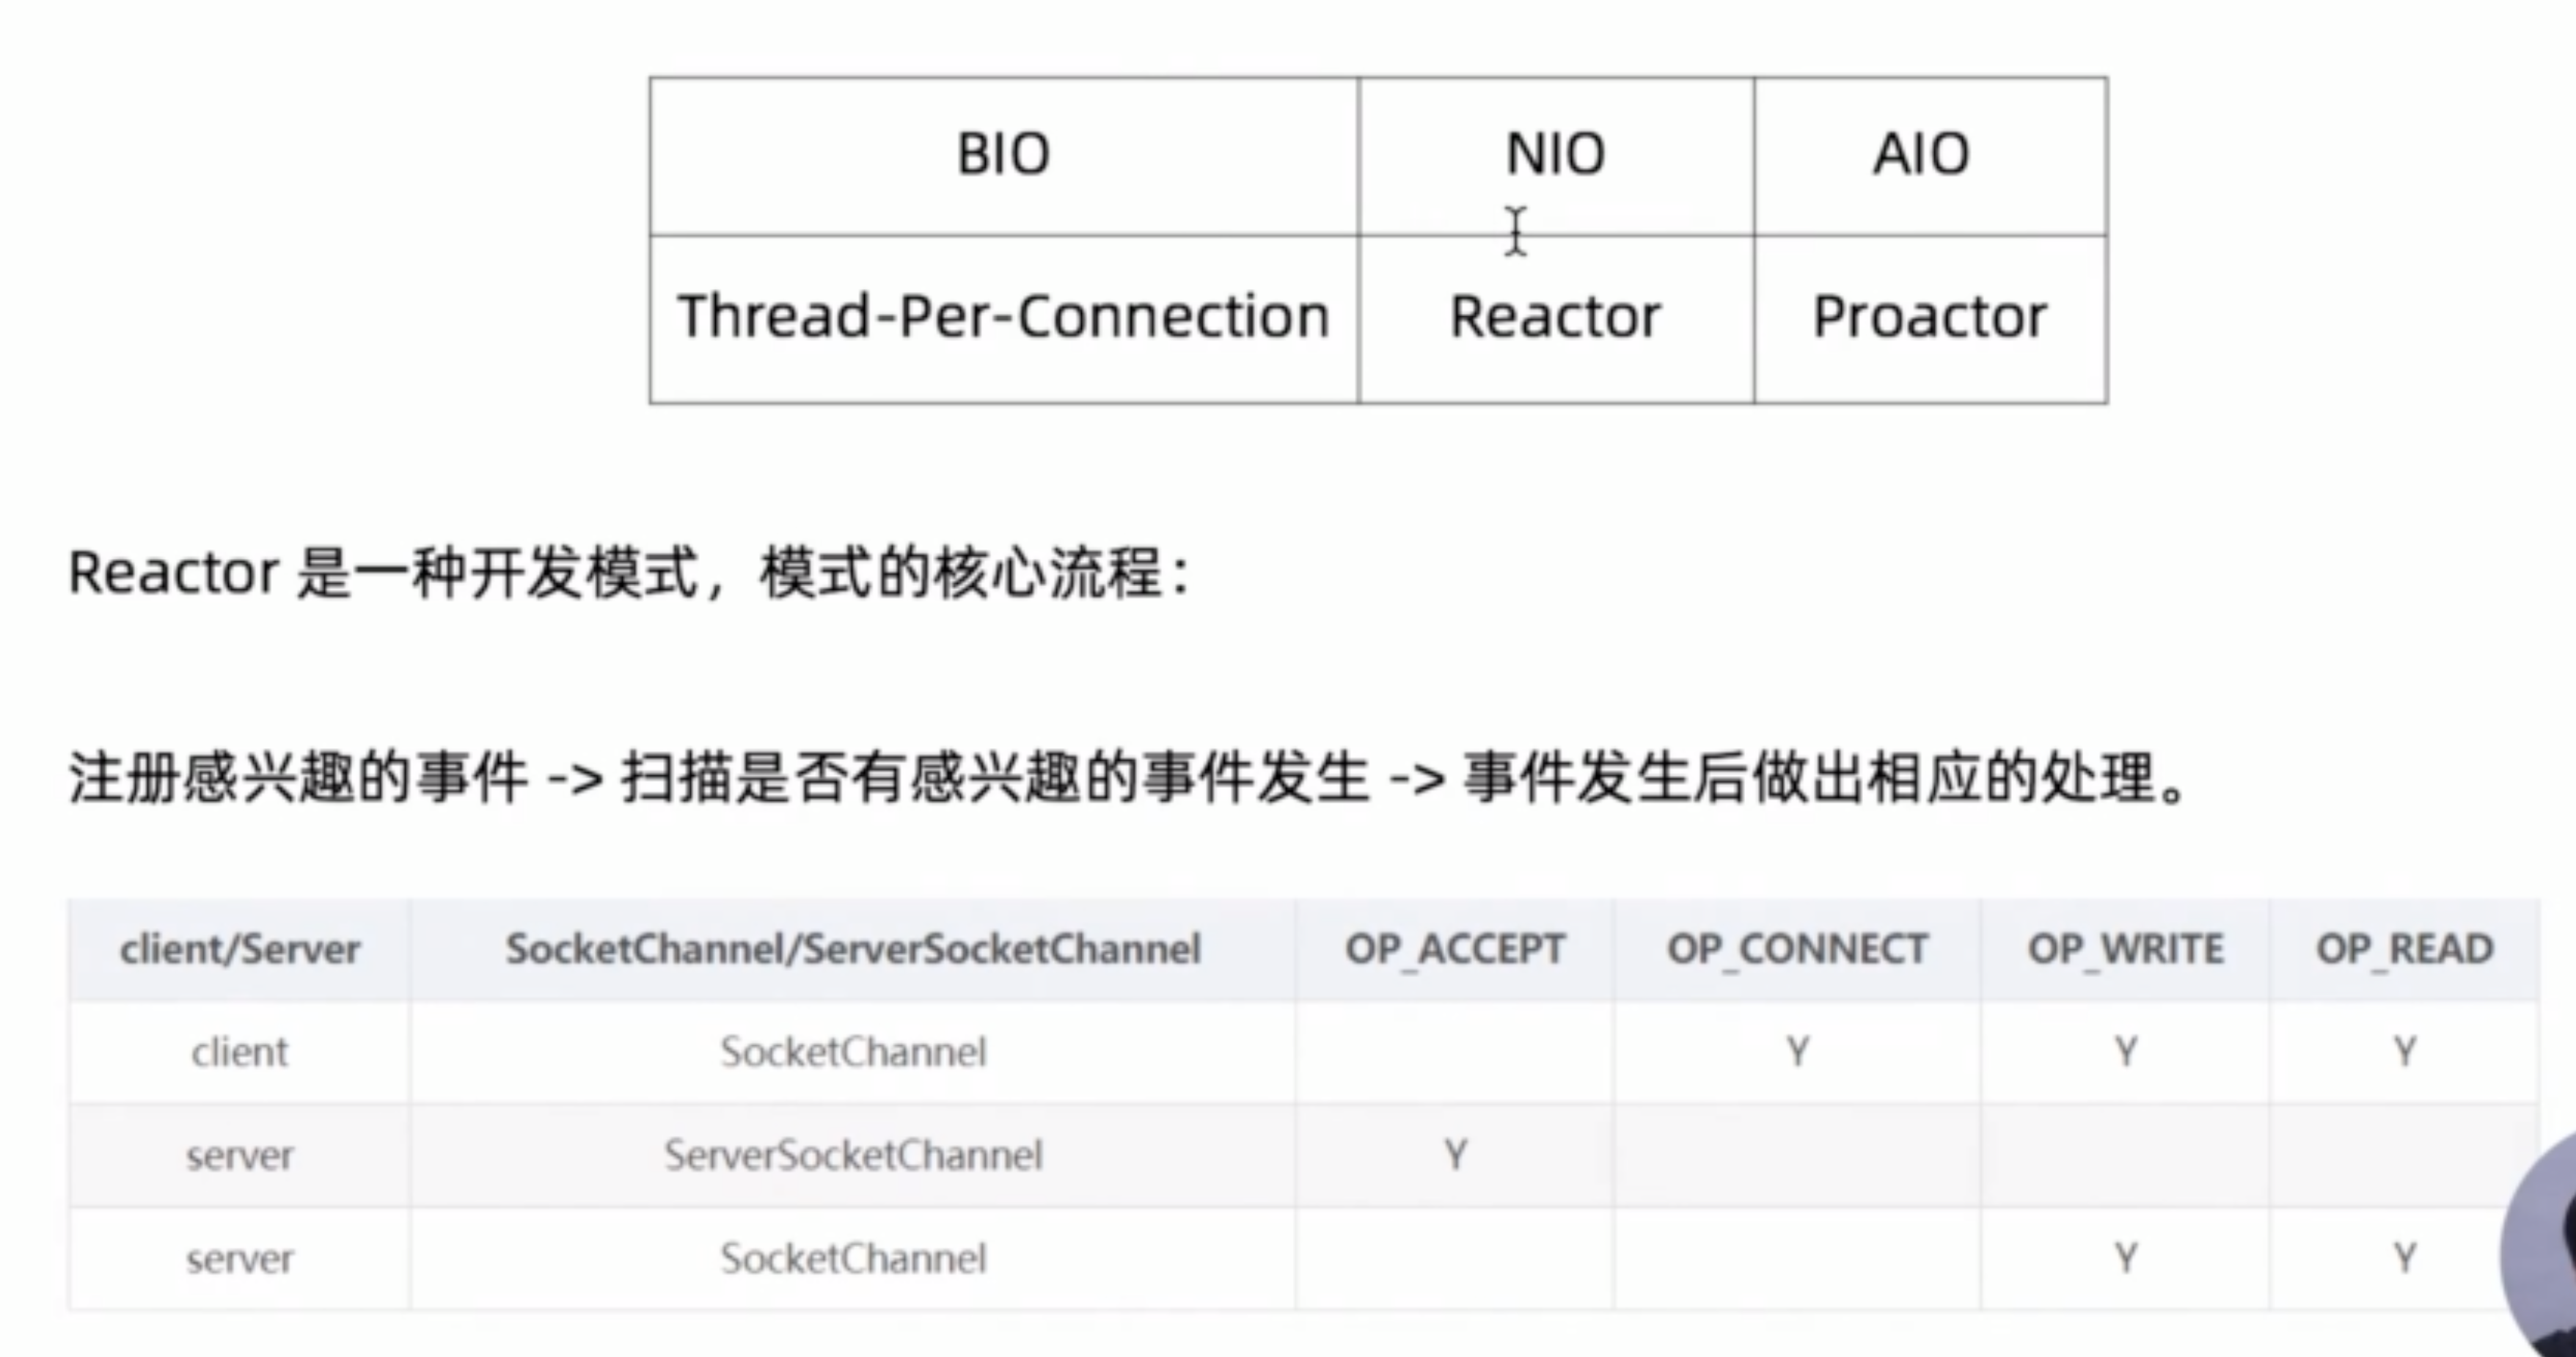 BIO NIO AIO
Thread-Per-Connection Reactor Proactor
Reactor 是一种开发模式，模式的核心流程：
注册感兴趣的事件 -> 扫描是否有感兴趣的事件发生 -> 事件发生后做出相应的处理。
client/Server SocketChannel/ServerSocketChannel OP_ACCEPT OP_CONNECT OP_WRITE OP_READ
client SocketChannel Y Y Y
server ServerSocketChannel Y
server SocketChannel Y Y